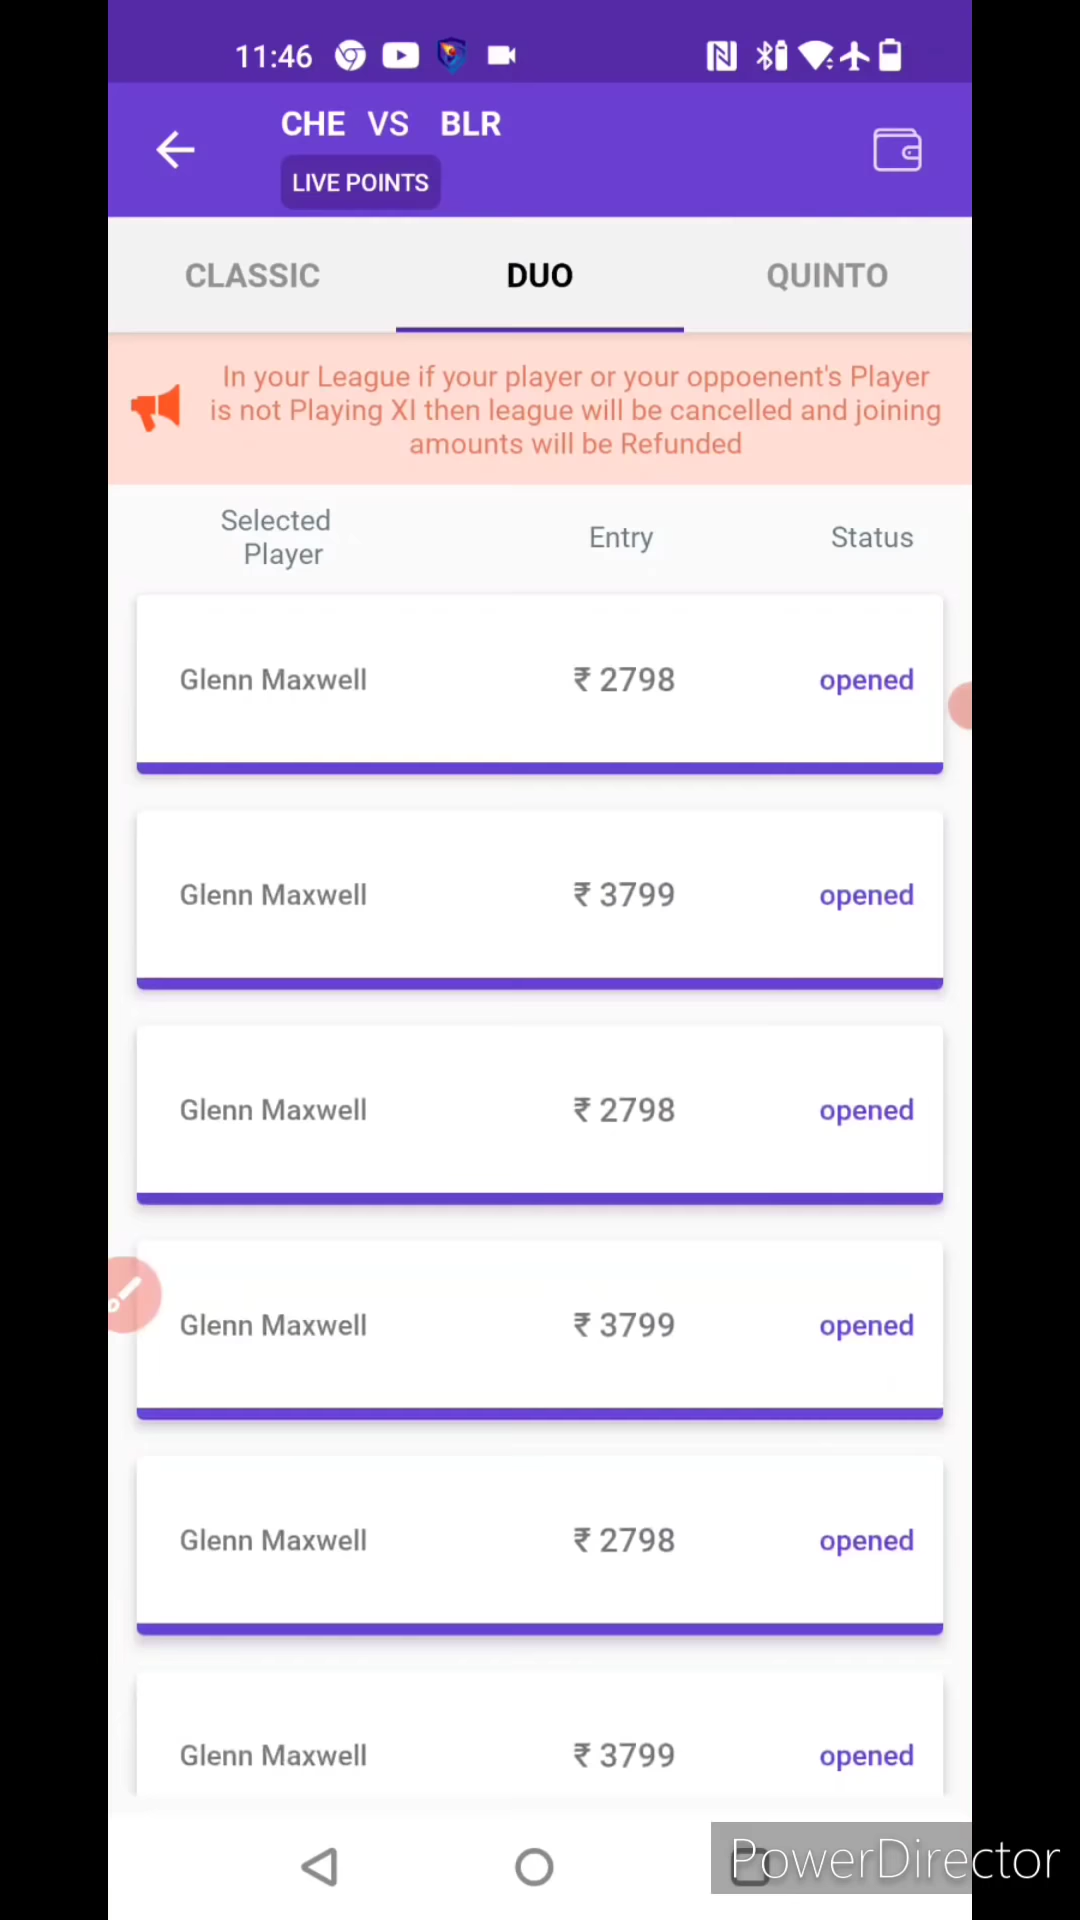 11:46
CHE VS BLR
LIVE POINTS
CLASSIC DUO QUINTO
In your League if your player or your oppoenent's Player
is not Playing XI then league will be cancelled and joining
amounts will be Refunded
Selected
Player
Entry
Status
Glenn Maxwell ₹ 2798 opened
Glenn Maxwell ₹ 3799 opened
Glenn Maxwell ₹ 2798 opened
Glenn Maxwell ₹ 3799 opened
Glenn Maxwell ₹ 2798 opened
Glenn Maxwell ₹ 3799 opened
PowerDirector